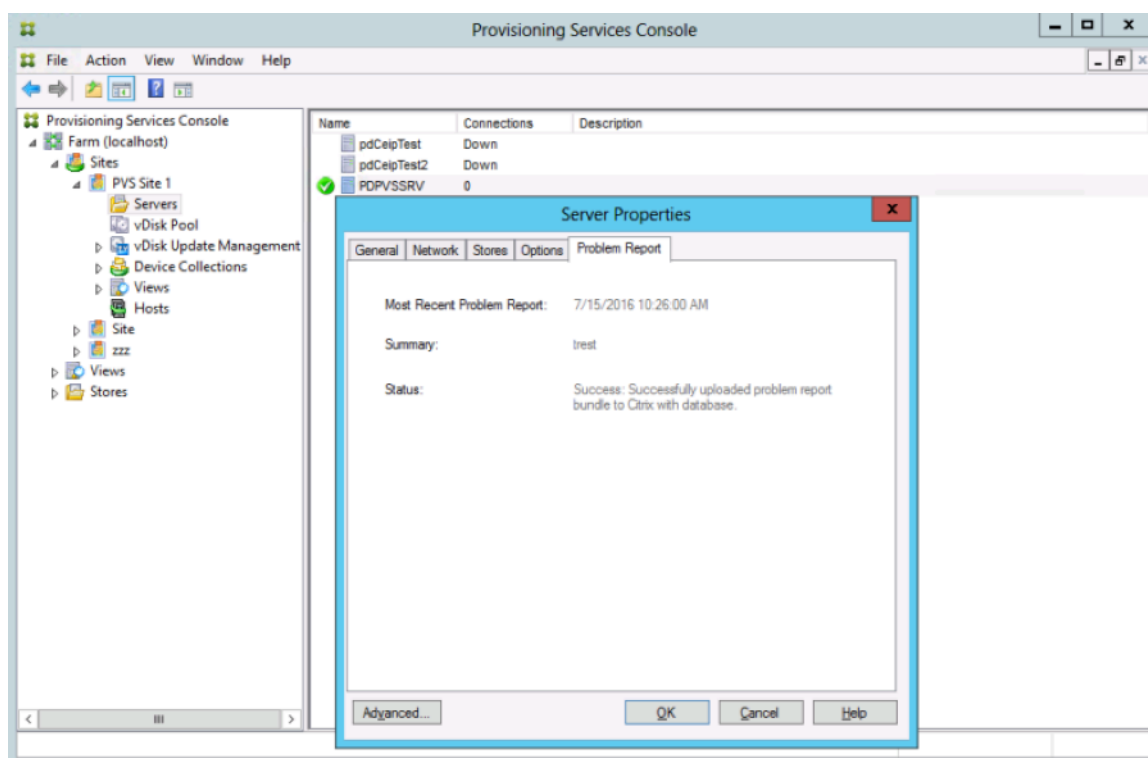 Provisioning Services Console
File Action View Window Help
Provisioning Services Console
Farm (localhost)
Sites
PVS Site 1
Servers
vDisk Pool
vDisk Update Management
Device Collections
Views
Hosts
Site
zzz
Views
Stores
Name Connections Description
pdCeipTest Down
pdCeipTest2 Down
PDPVSSRV 0
Server Properties
General Network Stores Options Problem Report
Most Recent Problem Report: 7/15/2016 10:26:00 AM
Summary: trest
Status: Success: Successfully uploaded problem report
bundle to Citrix with database.
Advanced... OK Cancel Help